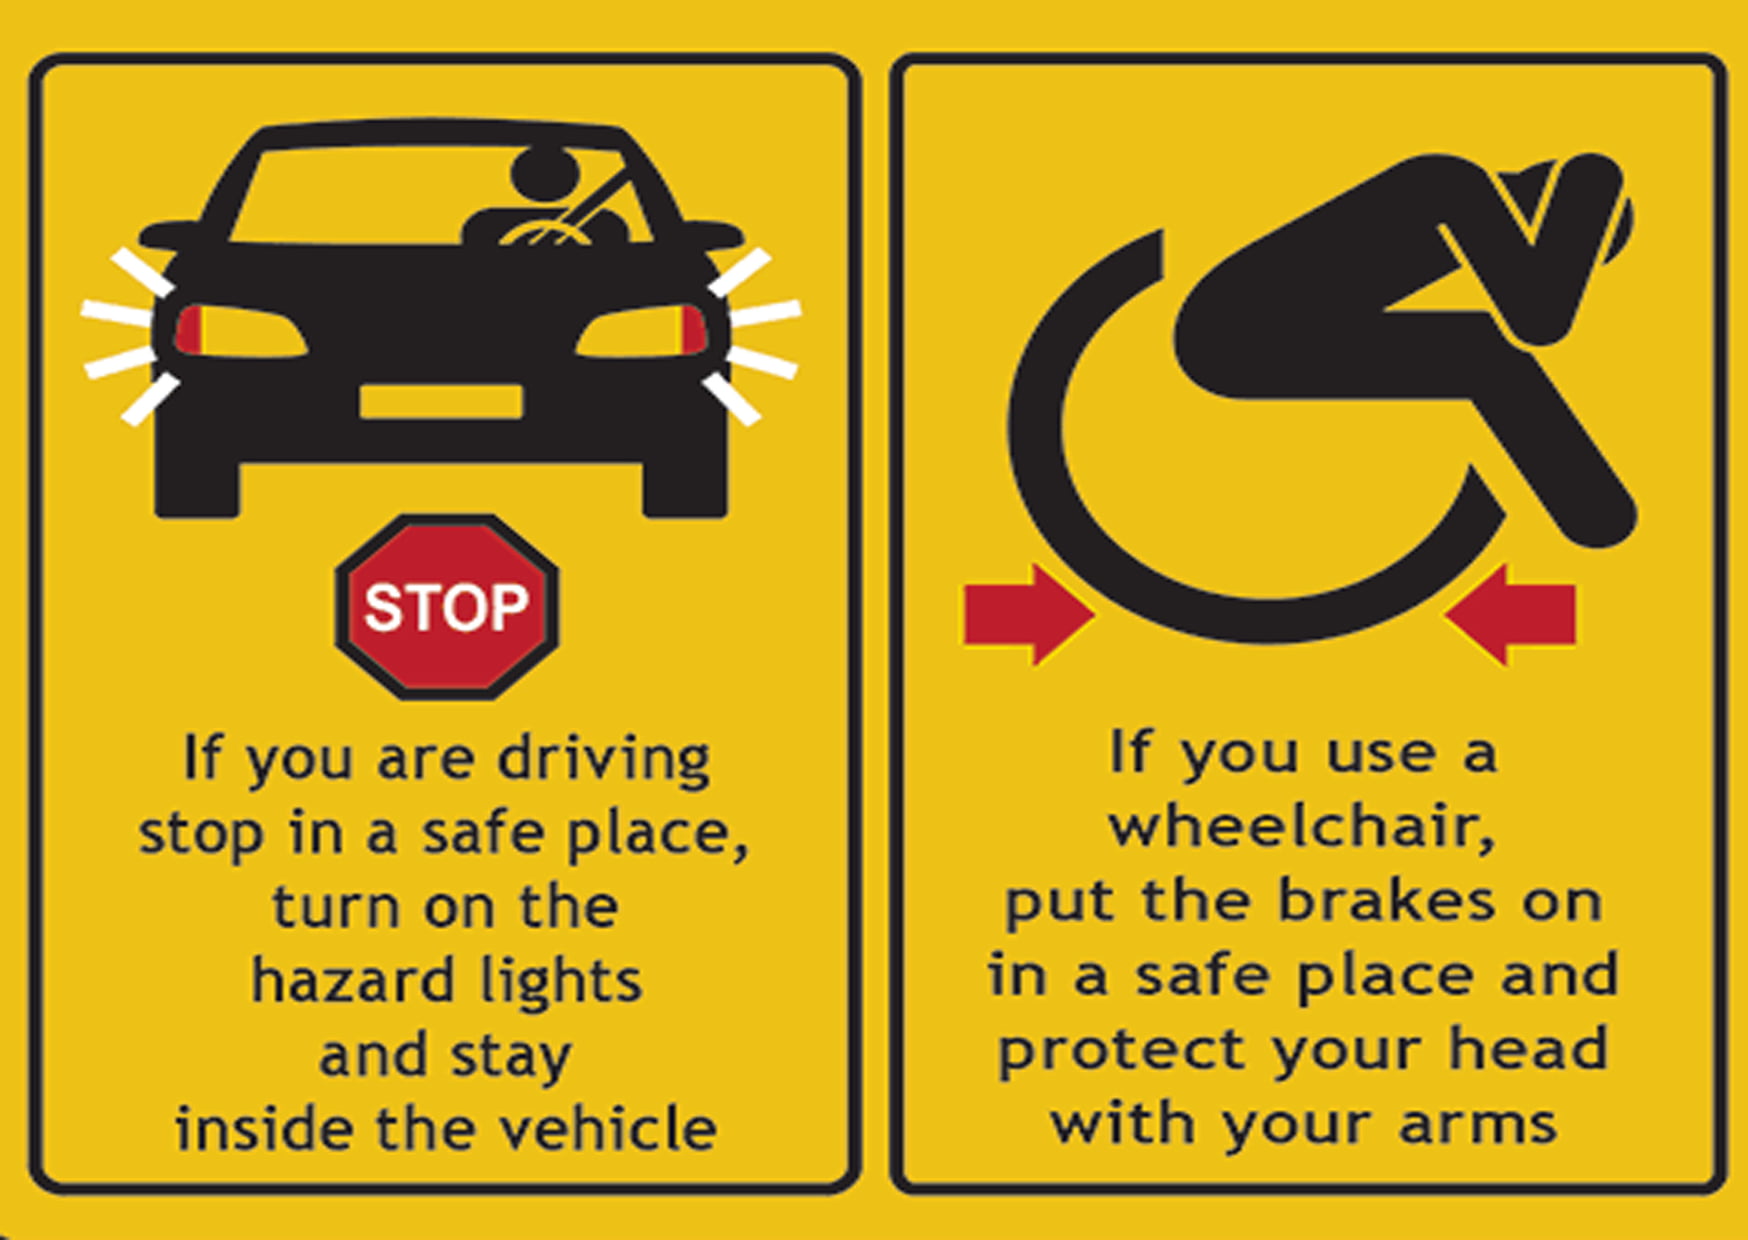 STOP
If you are driving
stop in a safe place,
turn on the
hazard lights
and stay
inside the vehicle
If you use a
wheelchair,
put the brakes on
in a safe place and
protect your head
with your arms